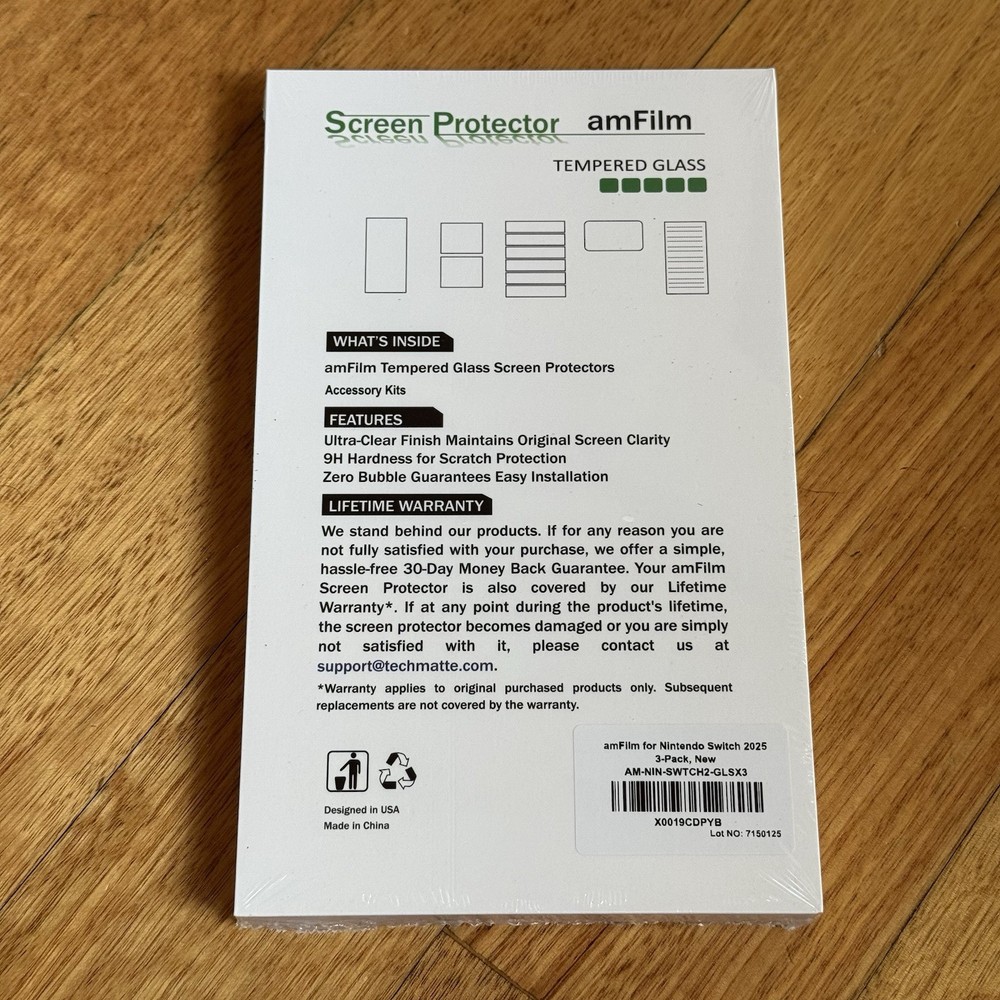 Screen Protector amFilm
TEMPERED GLASS
WHAT'S INSIDE
amFilm Tempered Glass Screen Protectors
Accessory Kits
FEATURES
Ultra-Clear Finish Maintains Original Screen Clarity
9H Hardness for Scratch Protection
Zero Bubble Guarantees Easy Installation
LIFETIME WARRANTY
We stand behind our products. If for any reason you are
not fully satisfied with your purchase, we offer a simple,
hassle-free 30-Day Money Back Guarantee. Your amFilm
Screen Protector is also covered by our Lifetime
Warranty*. If at any point during the product's lifetime,
the screen protector becomes damaged or you are simply
not satisfied with it, please contact us at
support@techmatte.com.
*Warranty applies to original purchased products only. Subsequent
replacements are not covered by the warranty.
Designed in USA
Made in China
amFilm for Nintendo Switch 2025
3-Pack, New
AM-NIN-SWTCH2-GLSX3
X0019CDPYB
Lot NO: 7150125